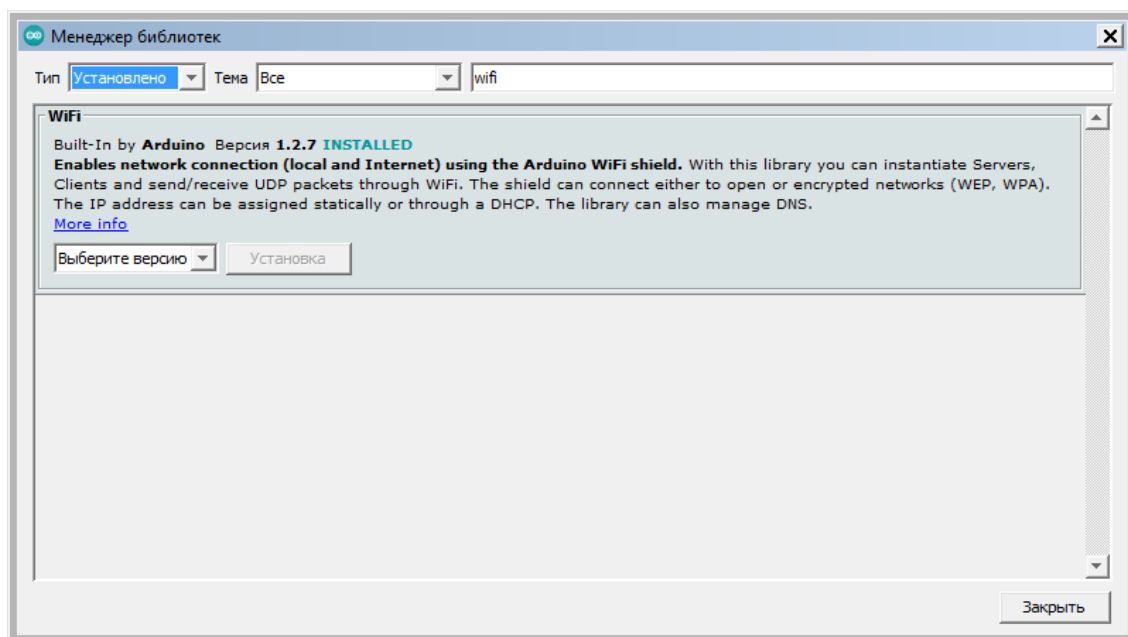 Менеджер библиотек
Тип Установлено Тема Все wifi
WiFi
Built-In by Arduino Версия 1.2.7 INSTALLED
Enables network connection (local and Internet) using the Arduino WiFi shield. With this library you can instantiate Servers,
Clients and send/receive UDP packets through WiFi. The shield can connect either to open or encrypted networks (WEP, WPA).
The IP address can be assigned statically or through a DHCP. The library can also manage DNS.
More info
Выберите версию Установка
Закрыть